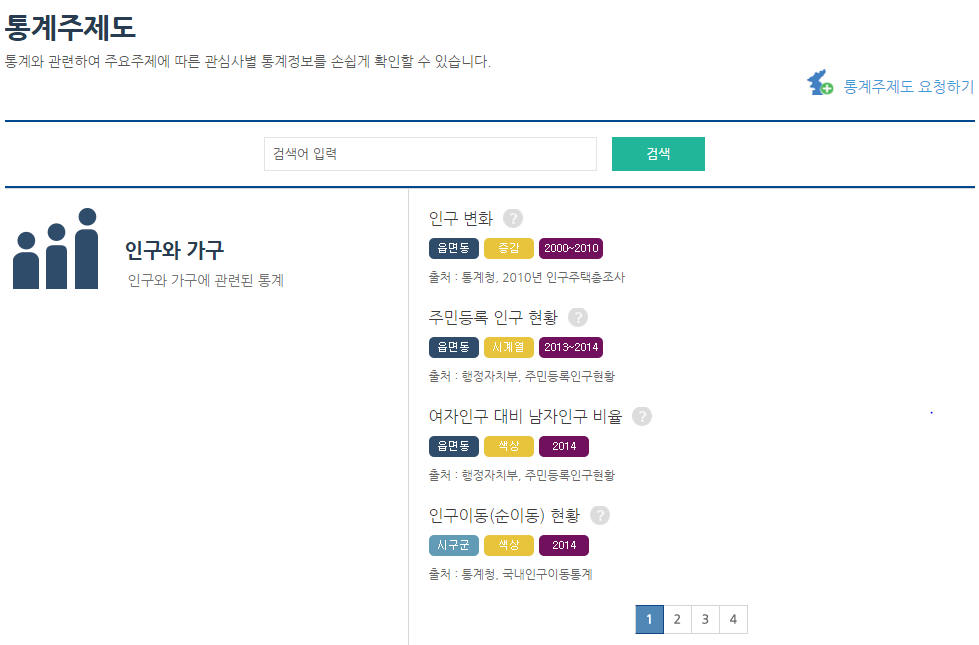 통계주제도
통계와 관련하여 주요주제에 따른 관심사별 통계정보를 손쉽게 확인할 수 있습니다.
통계주제도 요청하기
검색어 입력 검색
인구와 가구
인구와 가구에 관련된 통계
인구 변화 ?
읍면동 증감 2000~2010
출처 : 통계청, 2010년 인구주택총조사
주민등록 인구 현황 ?
읍면동 시계열 2013~2014
출처 : 행정자치부, 주민등록인구현황
여자인구 대비 남자인구 비율 ?
읍면동 색상 2014
출처 : 행정자치부, 주민등록인구현황
인구이동(순이동) 현황 ?
시구군 색상 2014
출처 : 통계청, 국내인구이동통계
1 2 3 4